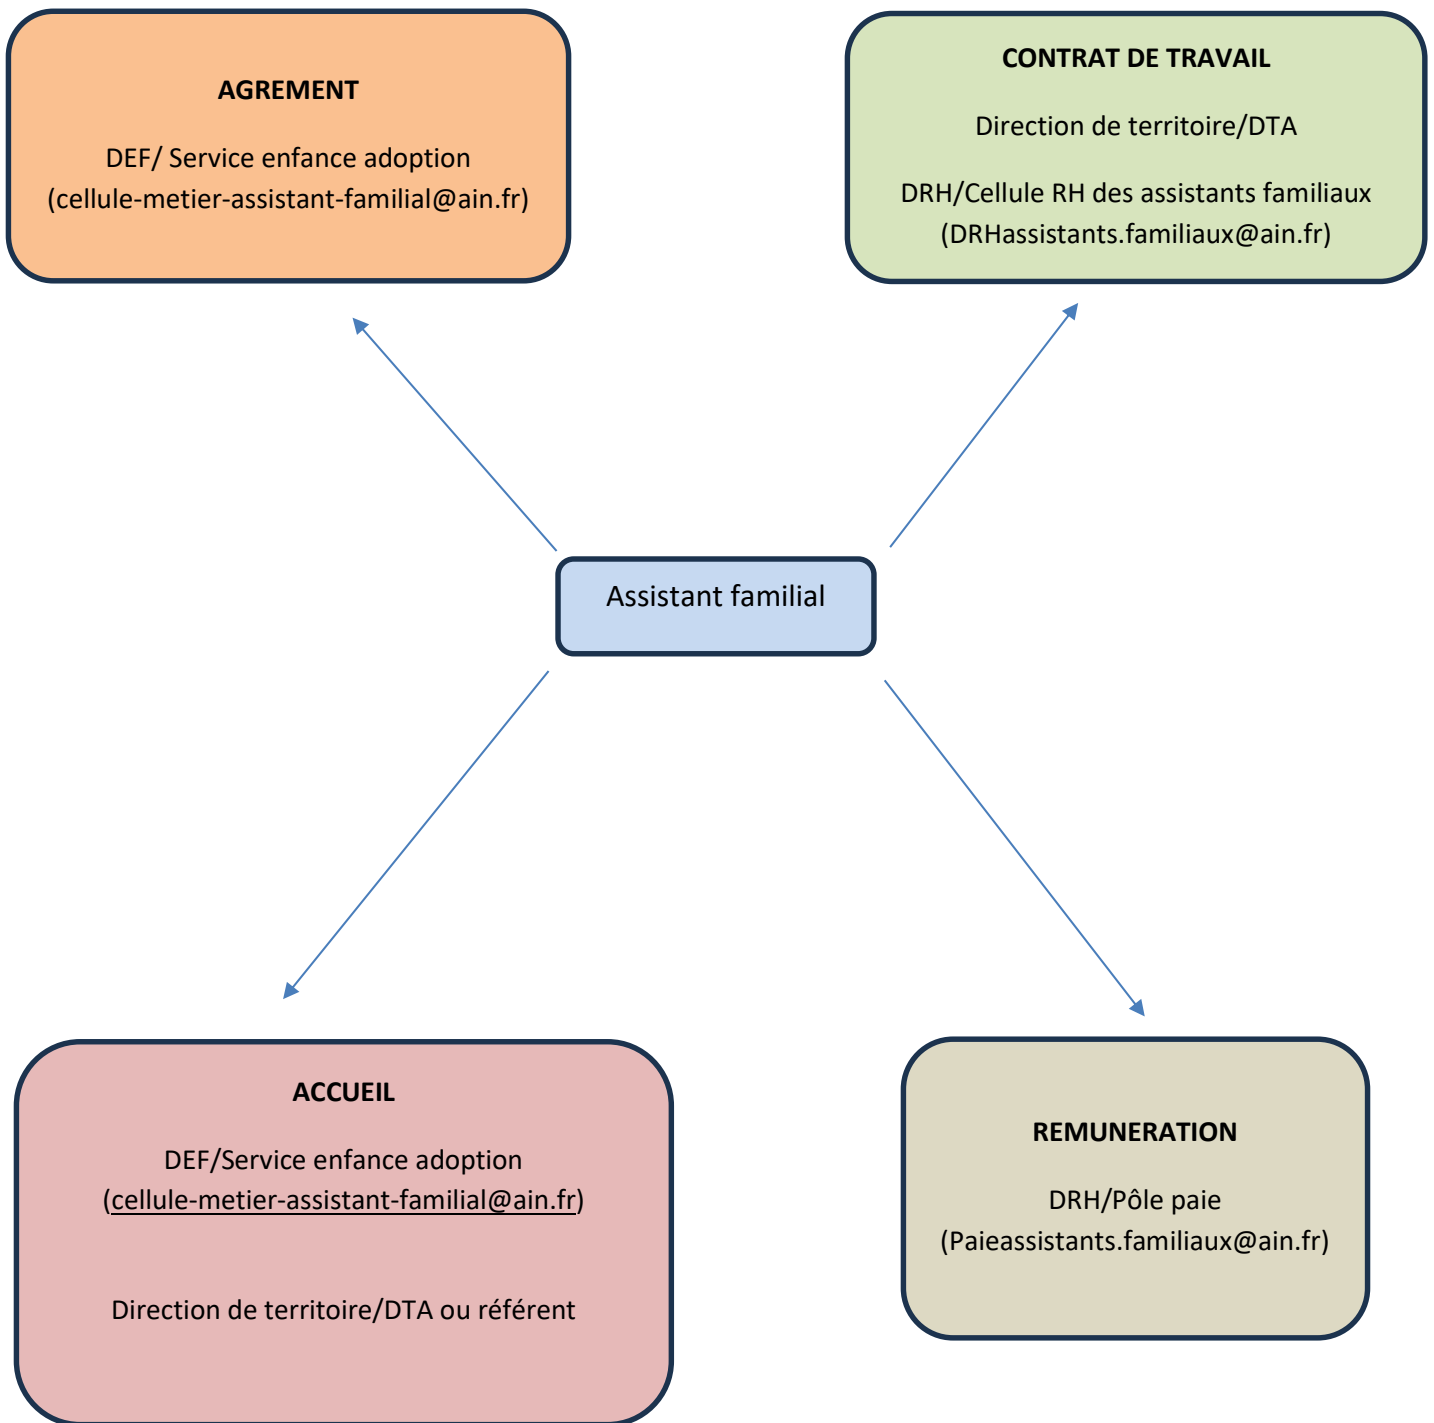 AGREMENT
DEF/ Service enfance adoption
(cellule-metier-assistant-familial@ain.fr)
CONTRAT DE TRAVAIL
Direction de territoire/DTA
DRH/Cellule RH des assistants familiaux
(DRHassistants.familiaux@ain.fr)
Assistant familial
ACCUEIL
DEF/Service enfance adoption
(cellule-metier-assistant-familial@ain.fr)
Direction de territoire/DTA ou référent
REMUNERATION
DRH/Pôle paie
(Paieassistants.familiaux@ain.fr)